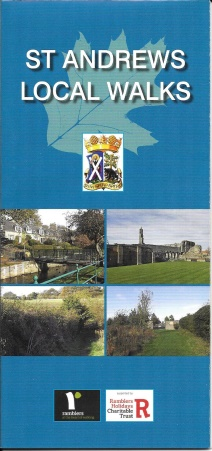 ST ANDREWS
LOCAL WALKS
ramblers
Ramblers
Holidays
Charitable
Trust
R